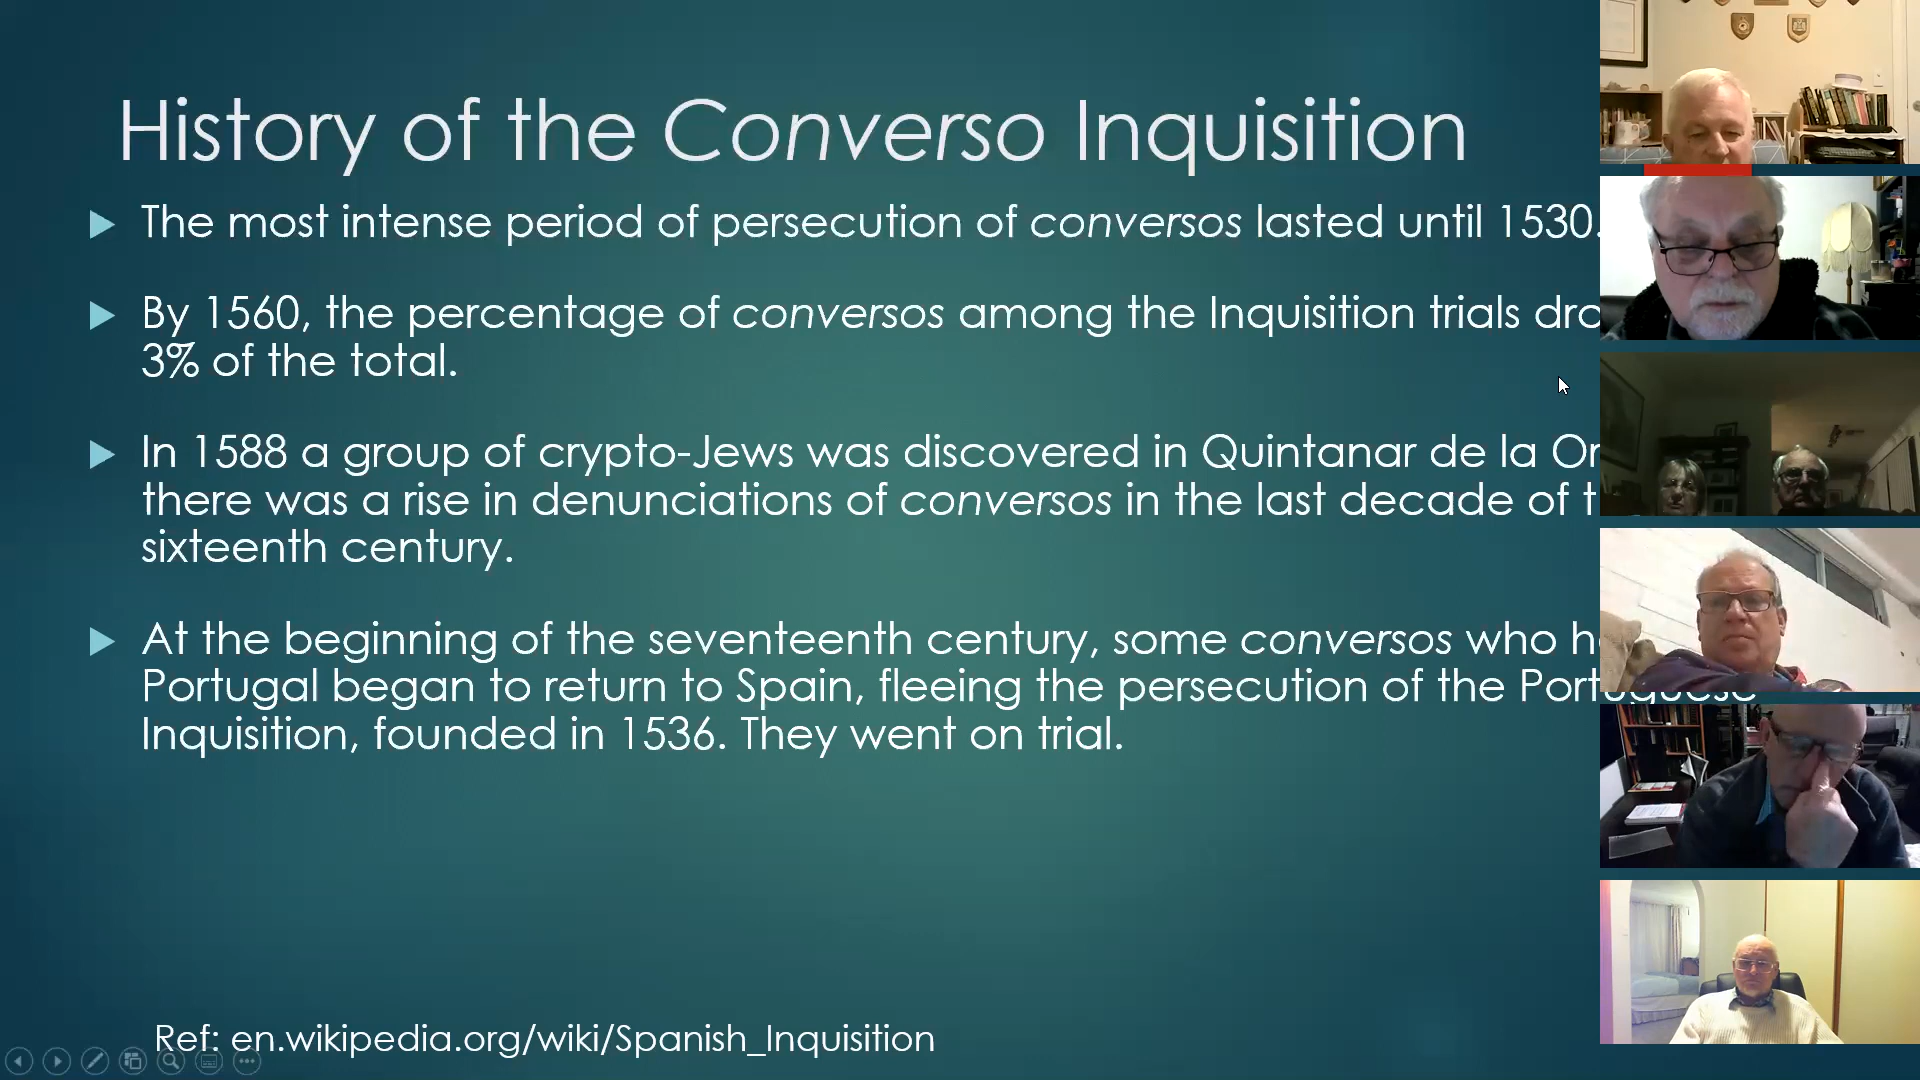 History of the Converso Inquisition
The most intense period of persecution of conversos lasted until 1530.
By 1560, the percentage of conversos among the Inquisition trials
3% of the total.
In 1588 a group of crypto-Jews was discovered in Quintanar de la
there was a rise in denunciations of conversos in the last decade of
sixteenth century.
At the beginning of the seventeenth century, some conversos who
Portugal began to return to Spain, fleeing the persecution of the Portuguese
Inquisition, founded in 1536. They went on trial.
Ref: en.wikipedia.org/wiki/Spanish_Inquisition